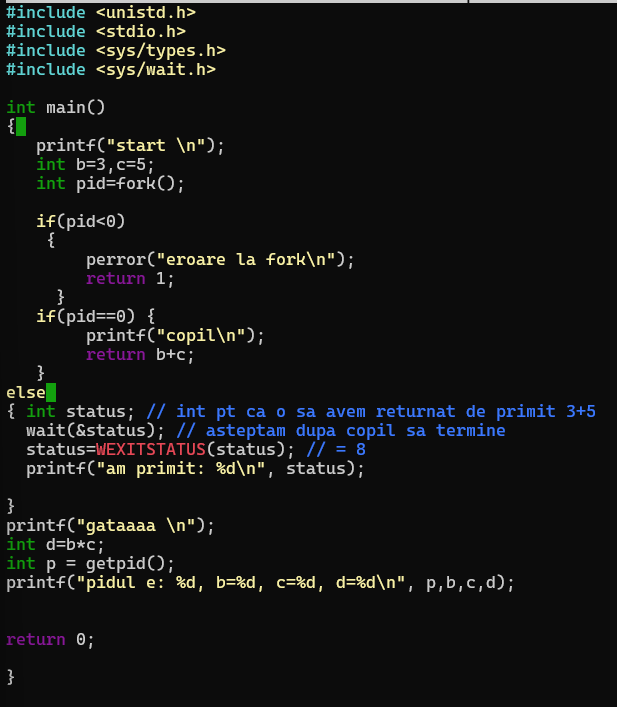 #include <unistd.h>
#include <stdio.h>
#include <sys/types.h>
#include <sys/wait.h>
int main()
{
printf("start \n");
int b=3,c=5;
int pid=fork();
if(pid<0)
{
perror("eroare la fork\n");
return 1;
}
if(pid==0) {
printf("copil\n");
return b+c;
}
else
{ int status; // int pt ca o sa avem returnat de primit 3+5
wait(&status); // asteptam dupa copil sa termine
status=WEXITSTATUS(status); // = 8
printf("am primit: %d\n", status);
}
printf("gataaaa \n");
int d=b*c;
int p = getpid();
printf("pidul e: %d, b=%d, c=%d, d=%d\n", p,b,c,d);
return 0;
}